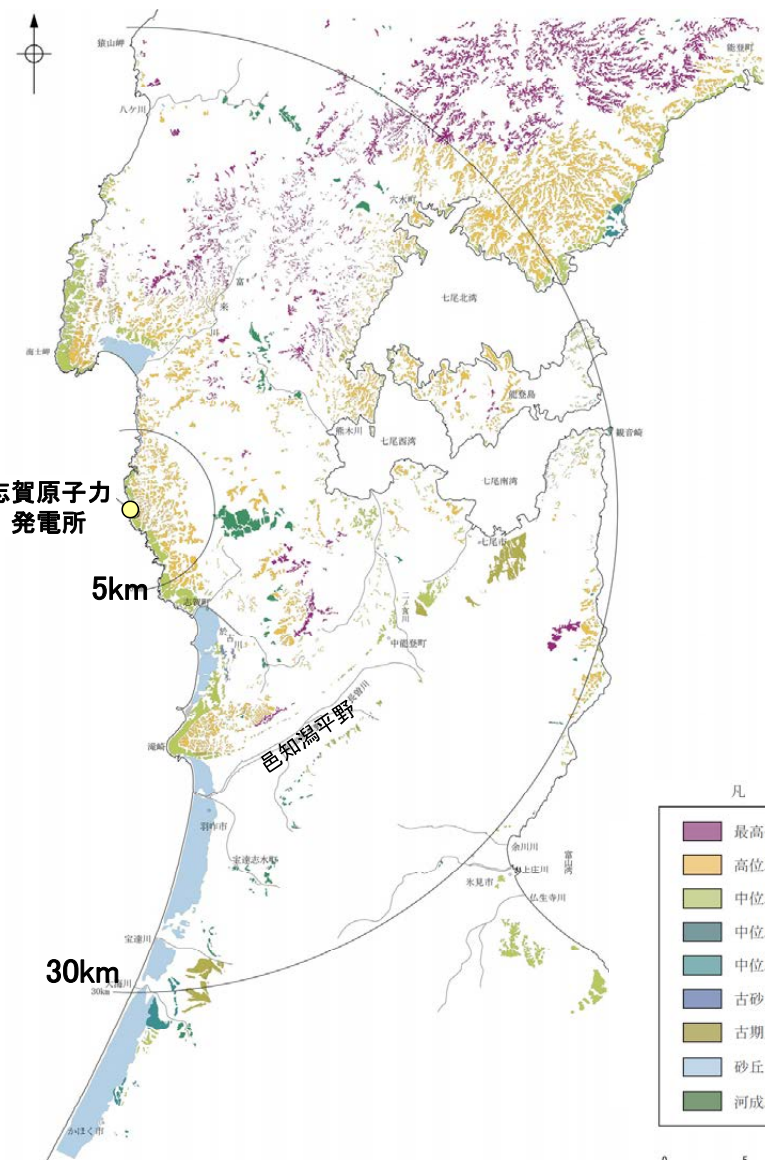 猿山岬
能登町
八ケ川
穴水町
富
来
川
七尾北湾
海士岬
能登島
熊木川
七尾西湾
観音崎
七尾南湾
志賀原子力
発電所
七尾市
5km
志賀町
於
古
川
二
宮
川
中能登町
長曽川
邑知潟平野
滝崎
羽咋市
宝達志水町
余川川
上庄川
富
山
湾
氷見市
仏生寺川
宝達川
30km
大海川
30km
かほく市
凡
最高
高位
中位
中位
中位
古砂
古期
砂丘
河成
0 5